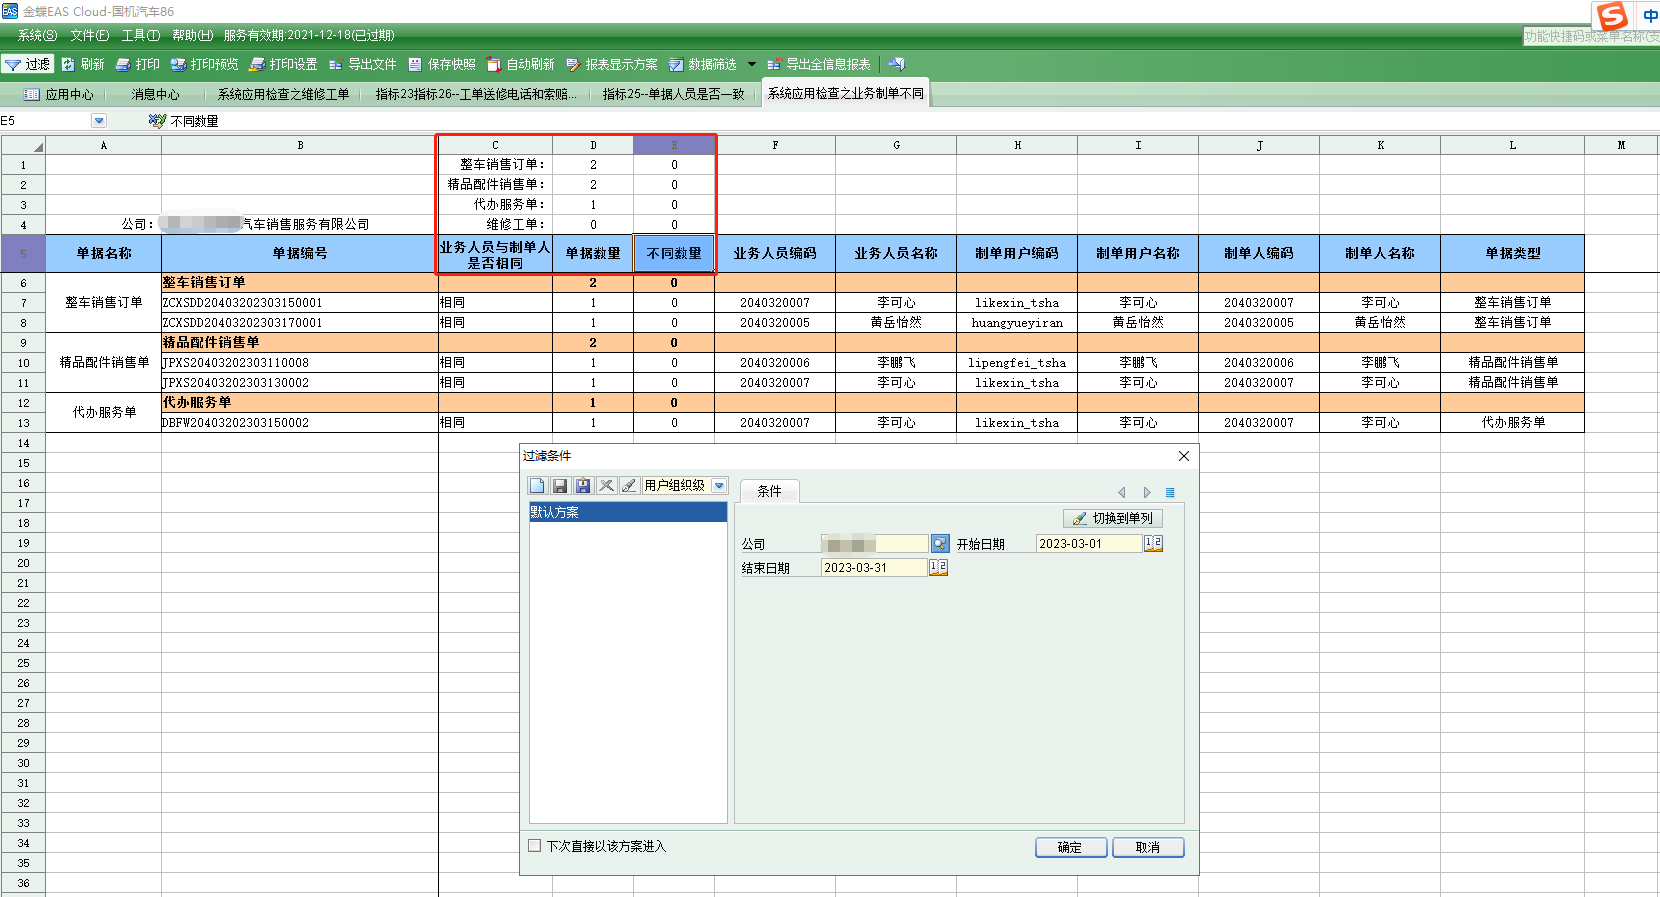 金蝶EAS Cloud-国机汽车86
中
系统(S) 文件(F) 工具(T) 帮助(H) 服务有效期:2021-12-18(已过期)
功能快捷码或菜单名称(支
过滤 刷新 打印 打印预览 打印设置 导出文件 保存快照 自动刷新 报表显示方案 数据筛选 导出全信息报表
应用中心 消息中心 系统应用检查之维修工单 指标23指标26--工单送修电话和索赔... 指标25--单据人员是否一致 系统应用检查之业务制单不同
E5 不同数量
A B C D E F G H I J K L M
1 整车销售订单: 2 0
2 精品配件销售单: 2 0
3 代办服务单: 1 0
4 公司: 汽车销售服务有限公司 维修工单: 0 0
5 单据名称 单据编号 业务人员与制单人是否相同 单据数量 不同数量 业务人员编码 业务人员名称 制单用户编码 制单用户名称 制单人编码 制单人名称 单据类型
6 整车销售订单 2 0
整车销售订单
7 ZCXSDD20403202303150001 相同 1 0 2040320007 李可心 likexin_tsha 李可心 2040320007 李可心 整车销售订单
8 ZCXSDD20403202303170001 相同 1 0 2040320005 黄岳怡然 huangyueyiran 黄岳怡然 2040320005 黄岳怡然 整车销售订单
9 精品配件销售单 2 0
精品配件销售单
10 JPXS20403202303110008 相同 1 0 2040320006 李鹏飞 lipengfei_tsha 李鹏飞 2040320006 李鹏飞 精品配件销售单
11 JPXS20403202303130002 相同 1 0 2040320007 李可心 likexin_tsha 李可心 2040320007 李可心 精品配件销售单
12 代办服务单 1 0
代办服务单
13 DBFW20403202303150002 相同 1 0 2040320007 李可心 likexin_tsha 李可心 2040320007 李可心 代办服务单
14
15
16
17
18
19
20
21
22
23
24
25
26
27
28
29
30
31
32
33
34
35
36
过滤条件
用户组织级 条件
默认方案
切换到单列
公司 开始日期 2023-03-01
结束日期 2023-03-31
下次直接以该方案进入 确定 取消